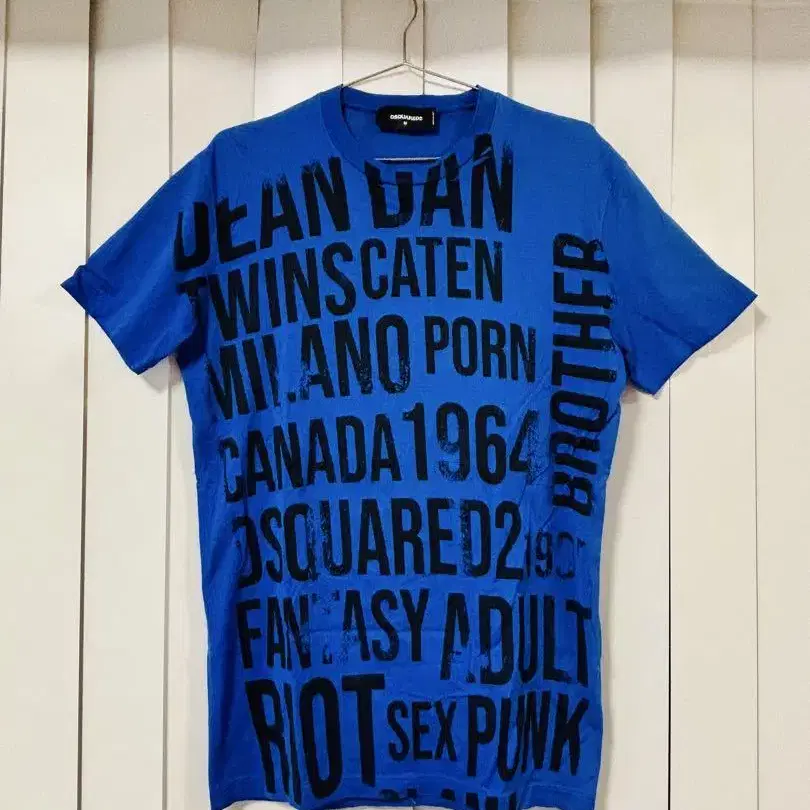 DSQUARED2
M
DEAN DAN
TWINS CATEN
BROTHER
MILANO PORN
CANADA 1964
DSQUARED2
FANTASY ADULT
RIOT SEX PUNK